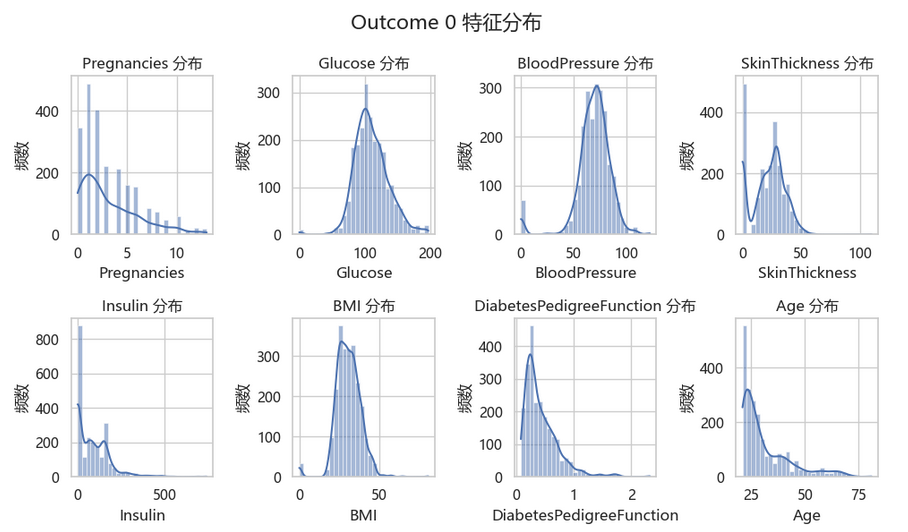 Outcome 0 特征分布
Pregnancies 分布
Glucose 分布
BloodPressure 分布
SkinThickness 分布
频数
400
200
0
0
5
10
Pregnancies
频数
300
200
100
0
0
100
200
Glucose
频数
300
200
100
0
0
50
100
BloodPressure
频数
400
200
0
0
50
100
SkinThickness
Insulin 分布
BMI 分布
DiabetesPedigreeFunction 分布
Age 分布
频数
800
600
400
200
0
0
500
Insulin
频数
300
200
100
0
0
50
BMI
频数
400
300
200
100
0
0
1
2
DiabetesPedigreeFunction
频数
400
200
0
25
50
75
Age